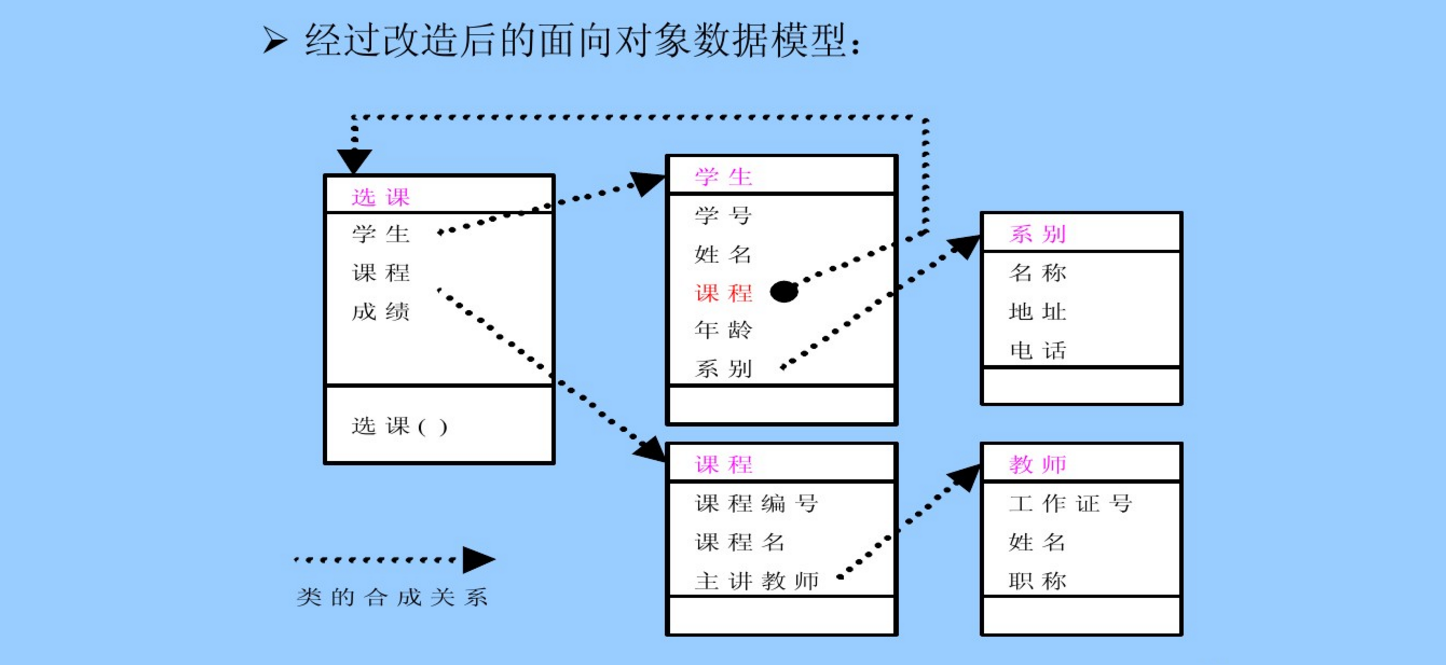 ➢ 经过改造后的面向对象数据模型：
选课
学生
课程
成绩
选课( )
学生
学号
姓名
课程
年龄
系别
系别
名称
地址
电话
课程
课程编号
课程名
主讲教师
教师
工作证号
姓名
职称
类的合成关系